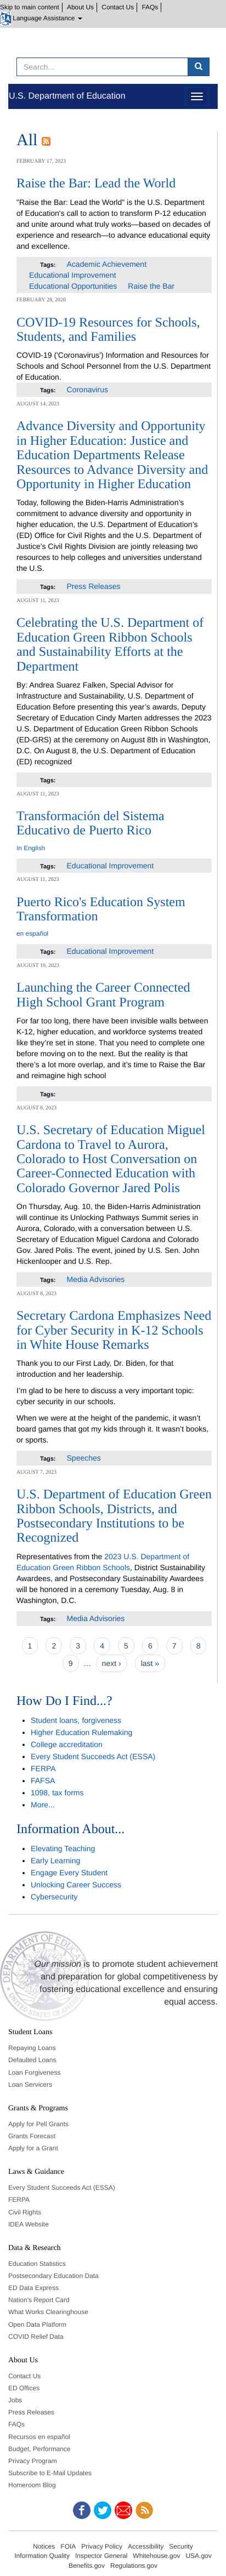 Skip to main content | About Us | Contact Us | FAQs |
Language Assistance
Search...
U.S. Department of Education
All
FEBRUARY 17, 2023
Raise the Bar: Lead the World
"Raise the Bar: Lead the World" is the U.S. Department
of Education's call to action to transform P-12 education
and unite around what truly works—based on decades of
experience and research—to advance educational equity
and excellence.
Tags: Academic Achievement
Educational Improvement
Educational Opportunities Raise the Bar
FEBRUARY 28, 2020
COVID-19 Resources for Schools,
Students, and Families
COVID-19 ('Coronavirus') Information and Resources for
Schools and School Personnel from the U.S. Department
of Education.
Tags: Coronavirus
AUGUST 14, 2023
Advance Diversity and Opportunity
in Higher Education: Justice and
Education Departments Release
Resources to Advance Diversity and
Opportunity in Higher Education
Today, following the Biden-Harris Administration's
commitment to advance diversity and opportunity in
higher education, the U.S. Department of Education's
(ED) Office for Civil Rights and the U.S. Department of
Justice's Civil Rights Division are jointly releasing two
resources to help colleges and universities understand
the U.S.
Tags: Press Releases
AUGUST 11, 2023
Celebrating the U.S. Department of
Education Green Ribbon Schools
and Sustainability Efforts at the
Department
By: Andrea Suarez Falken, Special Advisor for
Infrastructure and Sustainability, U.S. Department of
Education Twelve years after the award was created, Deputy
Secretary of Education Cindy Marten addresses the 2023
U.S. Department of Education Green Ribbon Schools
(ED-GRS) at the ceremony on August 8th in Washington,
D.C. On August 8, the U.S. Department of Education
(ED) recognized
Tags:
AUGUST 11, 2023
Transformación del Sistema
Educativo de Puerto Rico
In English
Tags: Educational Improvement
AUGUST 11, 2023
Puerto Rico's Education System
Transformation
en español
Tags: Educational Improvement
AUGUST 10, 2023
Launching the Career Connected
High School Grant Program
For far too long, there have been invisible walls between
K-12, higher education, and workforce systems treated
like they're set in stone. That you need to complete one
before going to the next. But the reality is that
there's a lot more overlap, and it's time to Raise the Bar
and reimagine high school
Tags:
AUGUST 8, 2023
U.S. Secretary of Education Miguel
Cardona to Travel to Aurora,
Colorado to Host Conversation on
Career-Connected Education with
Colorado Governor Jared Polis
On Thursday, Aug. 10, the Biden-Harris Administration
will continue its Unlocking Pathways Summit series in
Aurora, Colorado with a conversation between U.S.
Secretary of Education Miguel Cardona and Colorado
Gov. Jared Polis. The event, joined by U.S. Sen. John
Hickenlooper and U.S. Rep.
Tags: Media Advisories
AUGUST 8, 2023
Secretary Cardona Emphasizes Need
for Cyber Security in K-12 Schools
in White House Remarks
Thank you to our First Lady, Dr. Biden, for that
introduction and her leadership.
I'm glad to be here to discuss a very important topic:
cyber security in our schools.
When we were at the height of the pandemic, it wasn't
board games that got my kids through it. It wasn't books,
or sports.
Tags: Speeches
AUGUST 7, 2023
U.S. Department of Education Green
Ribbon Schools, Districts, and
Postsecondary Institutions to be
Recognized
Representatives from the 2023 U.S. Department of
Education Green Ribbon Schools, District Sustainability
Awardees, and Postsecondary Sustainability Awardees
will be honored in a ceremony Tuesday, Aug. 8 in
Washington, D.C.
Tags: Media Advisories
1 2 3 4 5 6 7 8
9 … next › last »
How Do I Find...?
Student loans, forgiveness
Higher Education Rulemaking
College accreditation
Every Student Succeeds Act (ESSA)
FERPA
FAFSA
1098, tax forms
More...
Information About...
Elevating Teaching
Early Learning
Engage Every Student
Unlocking Career Success
Cybersecurity
Our mission is to promote student achievement
and preparation for global competitiveness by
fostering educational excellence and ensuring
equal access.
Student Loans
Repaying Loans
Defaulted Loans
Loan Forgiveness
Loan Servicers
Grants & Programs
Apply for Pell Grants
Grants Forecast
Apply for a Grant
Laws & Guidance
Every Student Succeeds Act (ESSA)
FERPA
Civil Rights
IDEA Website
Data & Research
Education Statistics
Postsecondary Education Data
ED Data Express
Nation's Report Card
What Works Clearinghouse
Open Data Platform
COVID Relief Data
About Us
Contact Us
ED Offices
Jobs
Press Releases
FAQs
Recursos en español
Budget, Performance
Privacy Program
Subscribe to E-Mail Updates
Homeroom Blog
Notices FOIA Privacy Policy Accessibility Security
Information Quality Inspector General Whitehouse.gov USA.gov
Benefits.gov Regulations.gov